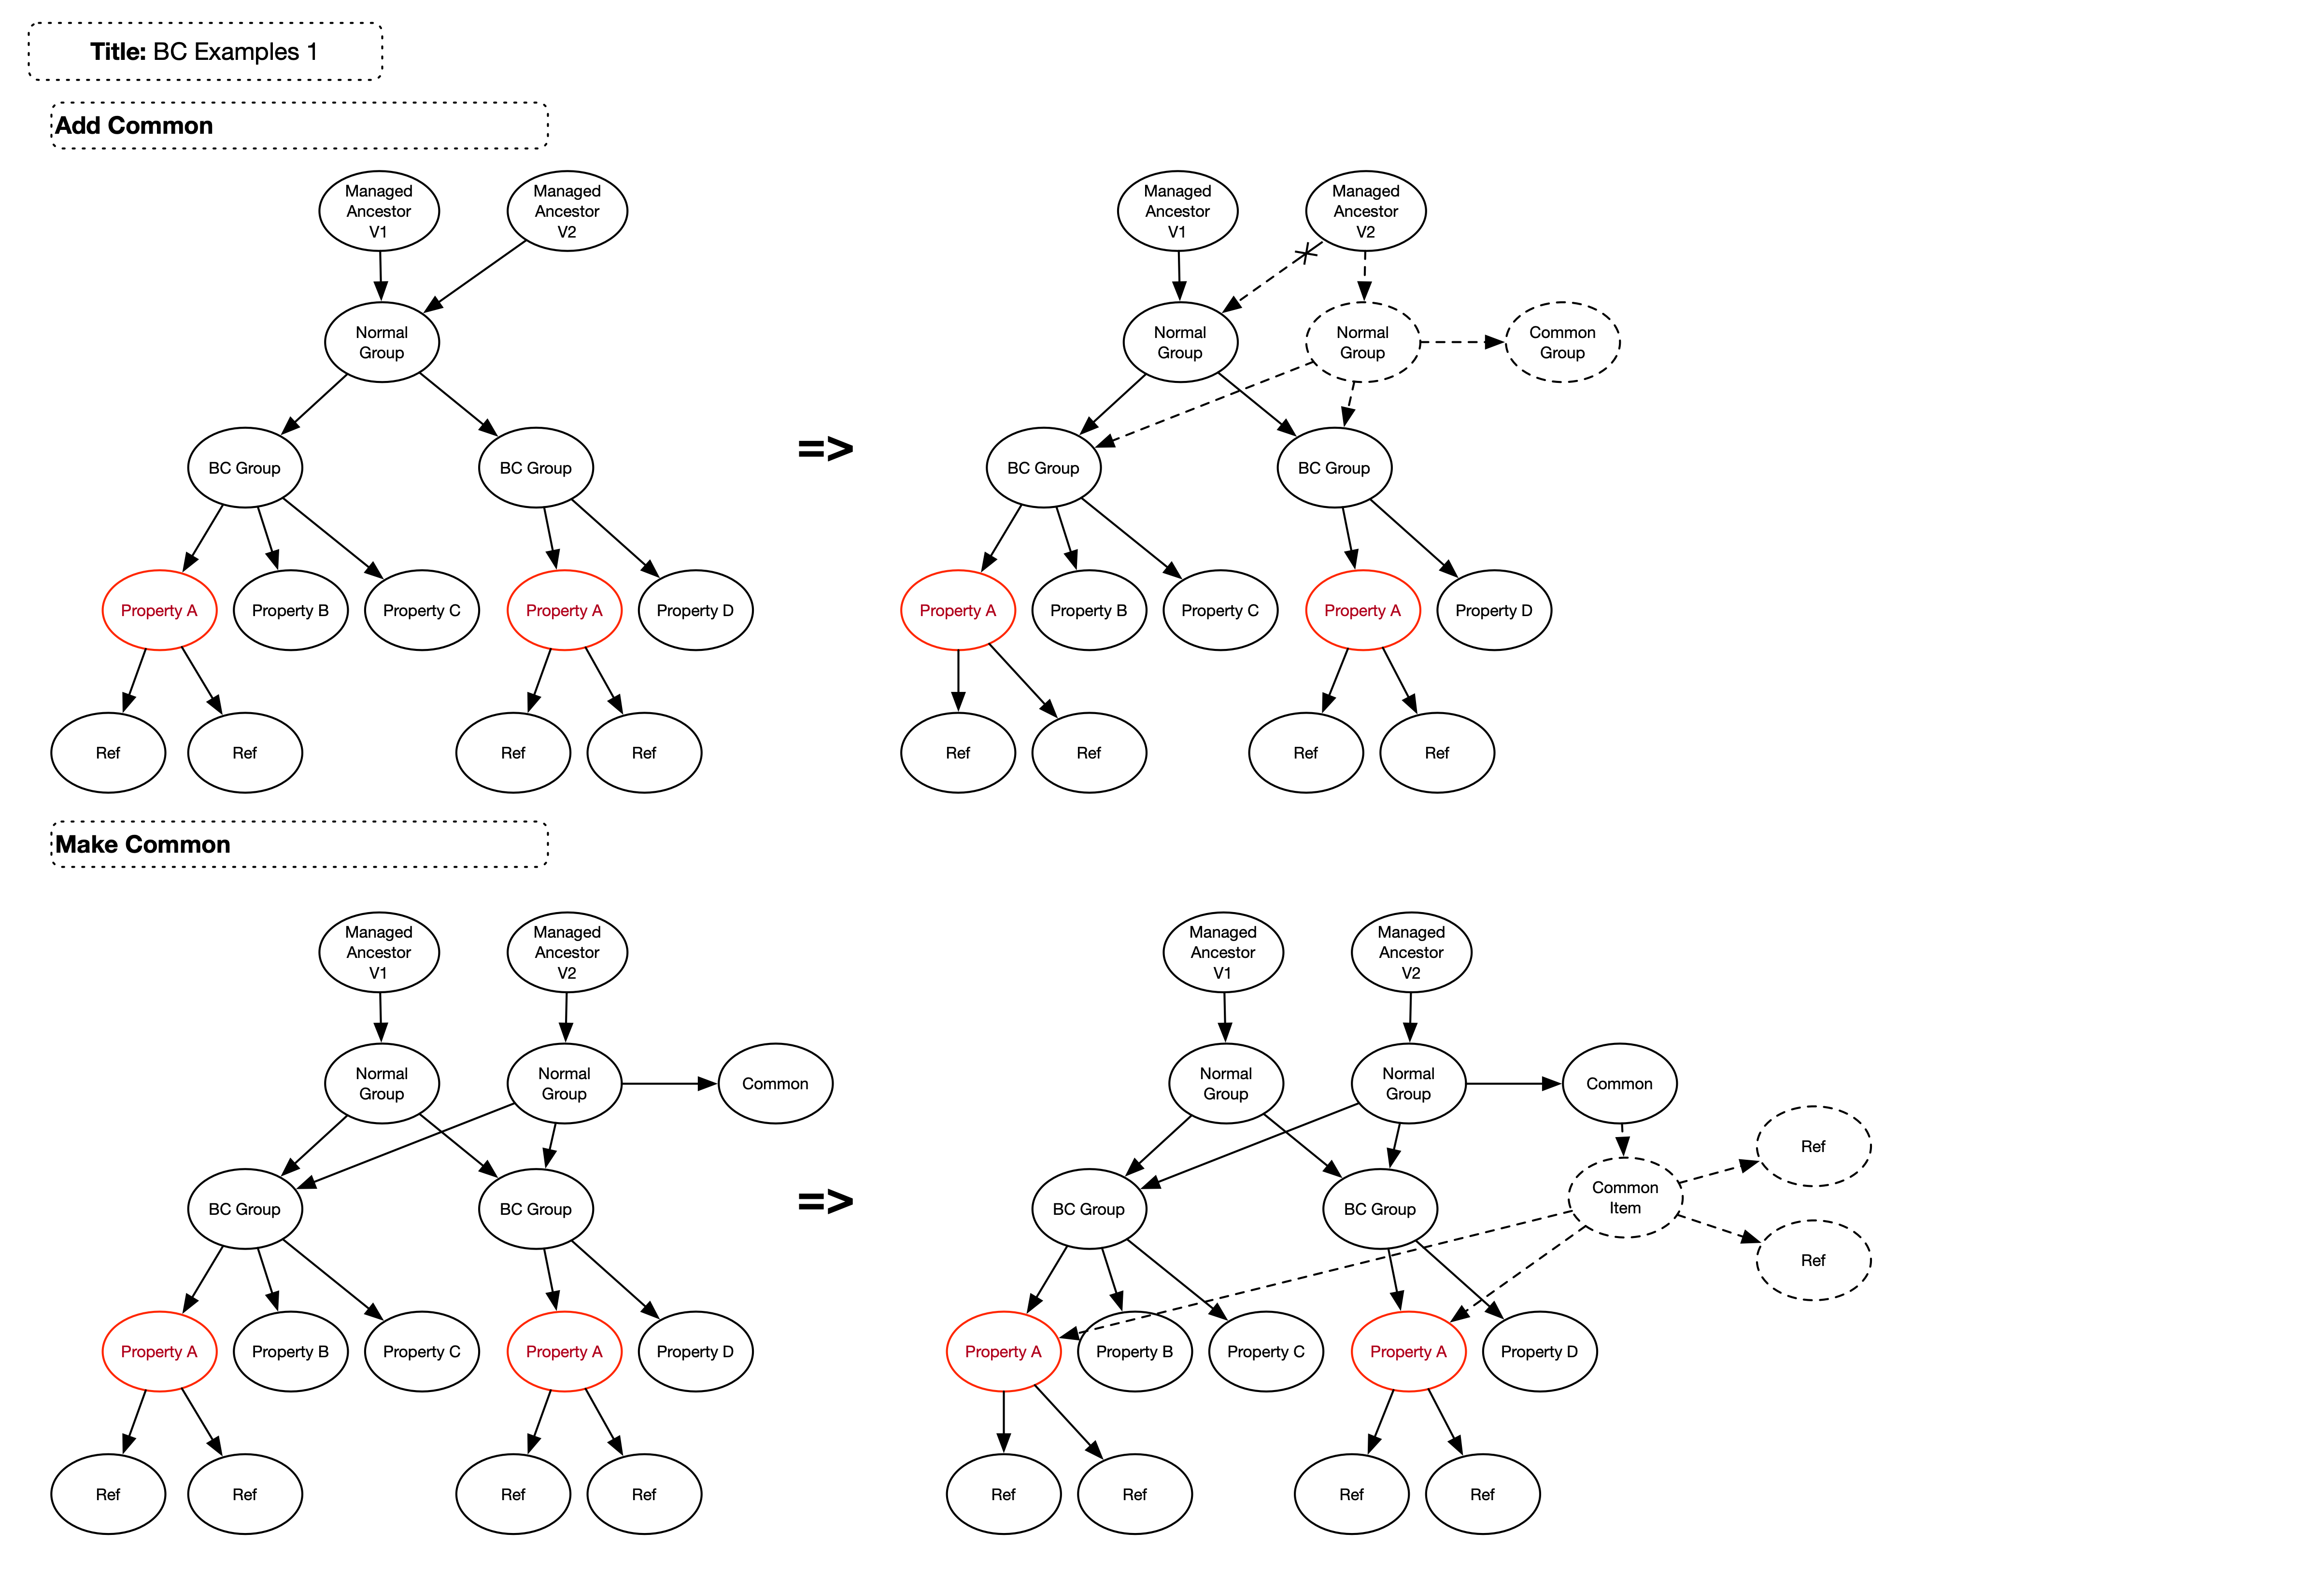 Title: BC Examples 1
Add Common
Managed
Ancestor
V1
Managed
Ancestor
V2
Normal
Group
BC Group
BC Group
Property A
Property B
Property C
Property A
Property D
Ref
Ref
Ref
Ref
=>
Managed
Ancestor
V1
Managed
Ancestor
V2
Normal
Group
Normal
Group
Common
Group
BC Group
BC Group
Property A
Property B
Property C
Property A
Property D
Ref
Ref
Ref
Ref
Make Common
Managed
Ancestor
V1
Managed
Ancestor
V2
Normal
Group
Normal
Group
Common
BC Group
BC Group
Property A
Property B
Property C
Property A
Property D
Ref
Ref
Ref
Ref
=>
Managed
Ancestor
V1
Managed
Ancestor
V2
Normal
Group
Normal
Group
Common
Ref
Common
Item
Ref
BC Group
BC Group
Property A
Property B
Property C
Property A
Property D
Ref
Ref
Ref
Ref